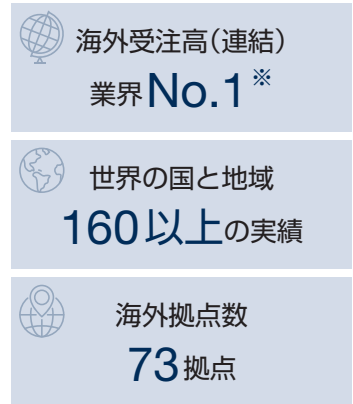 海外受注高（連結）
業界No.1※
世界の国と地域
160以上の実績
海外拠点数
73拠点